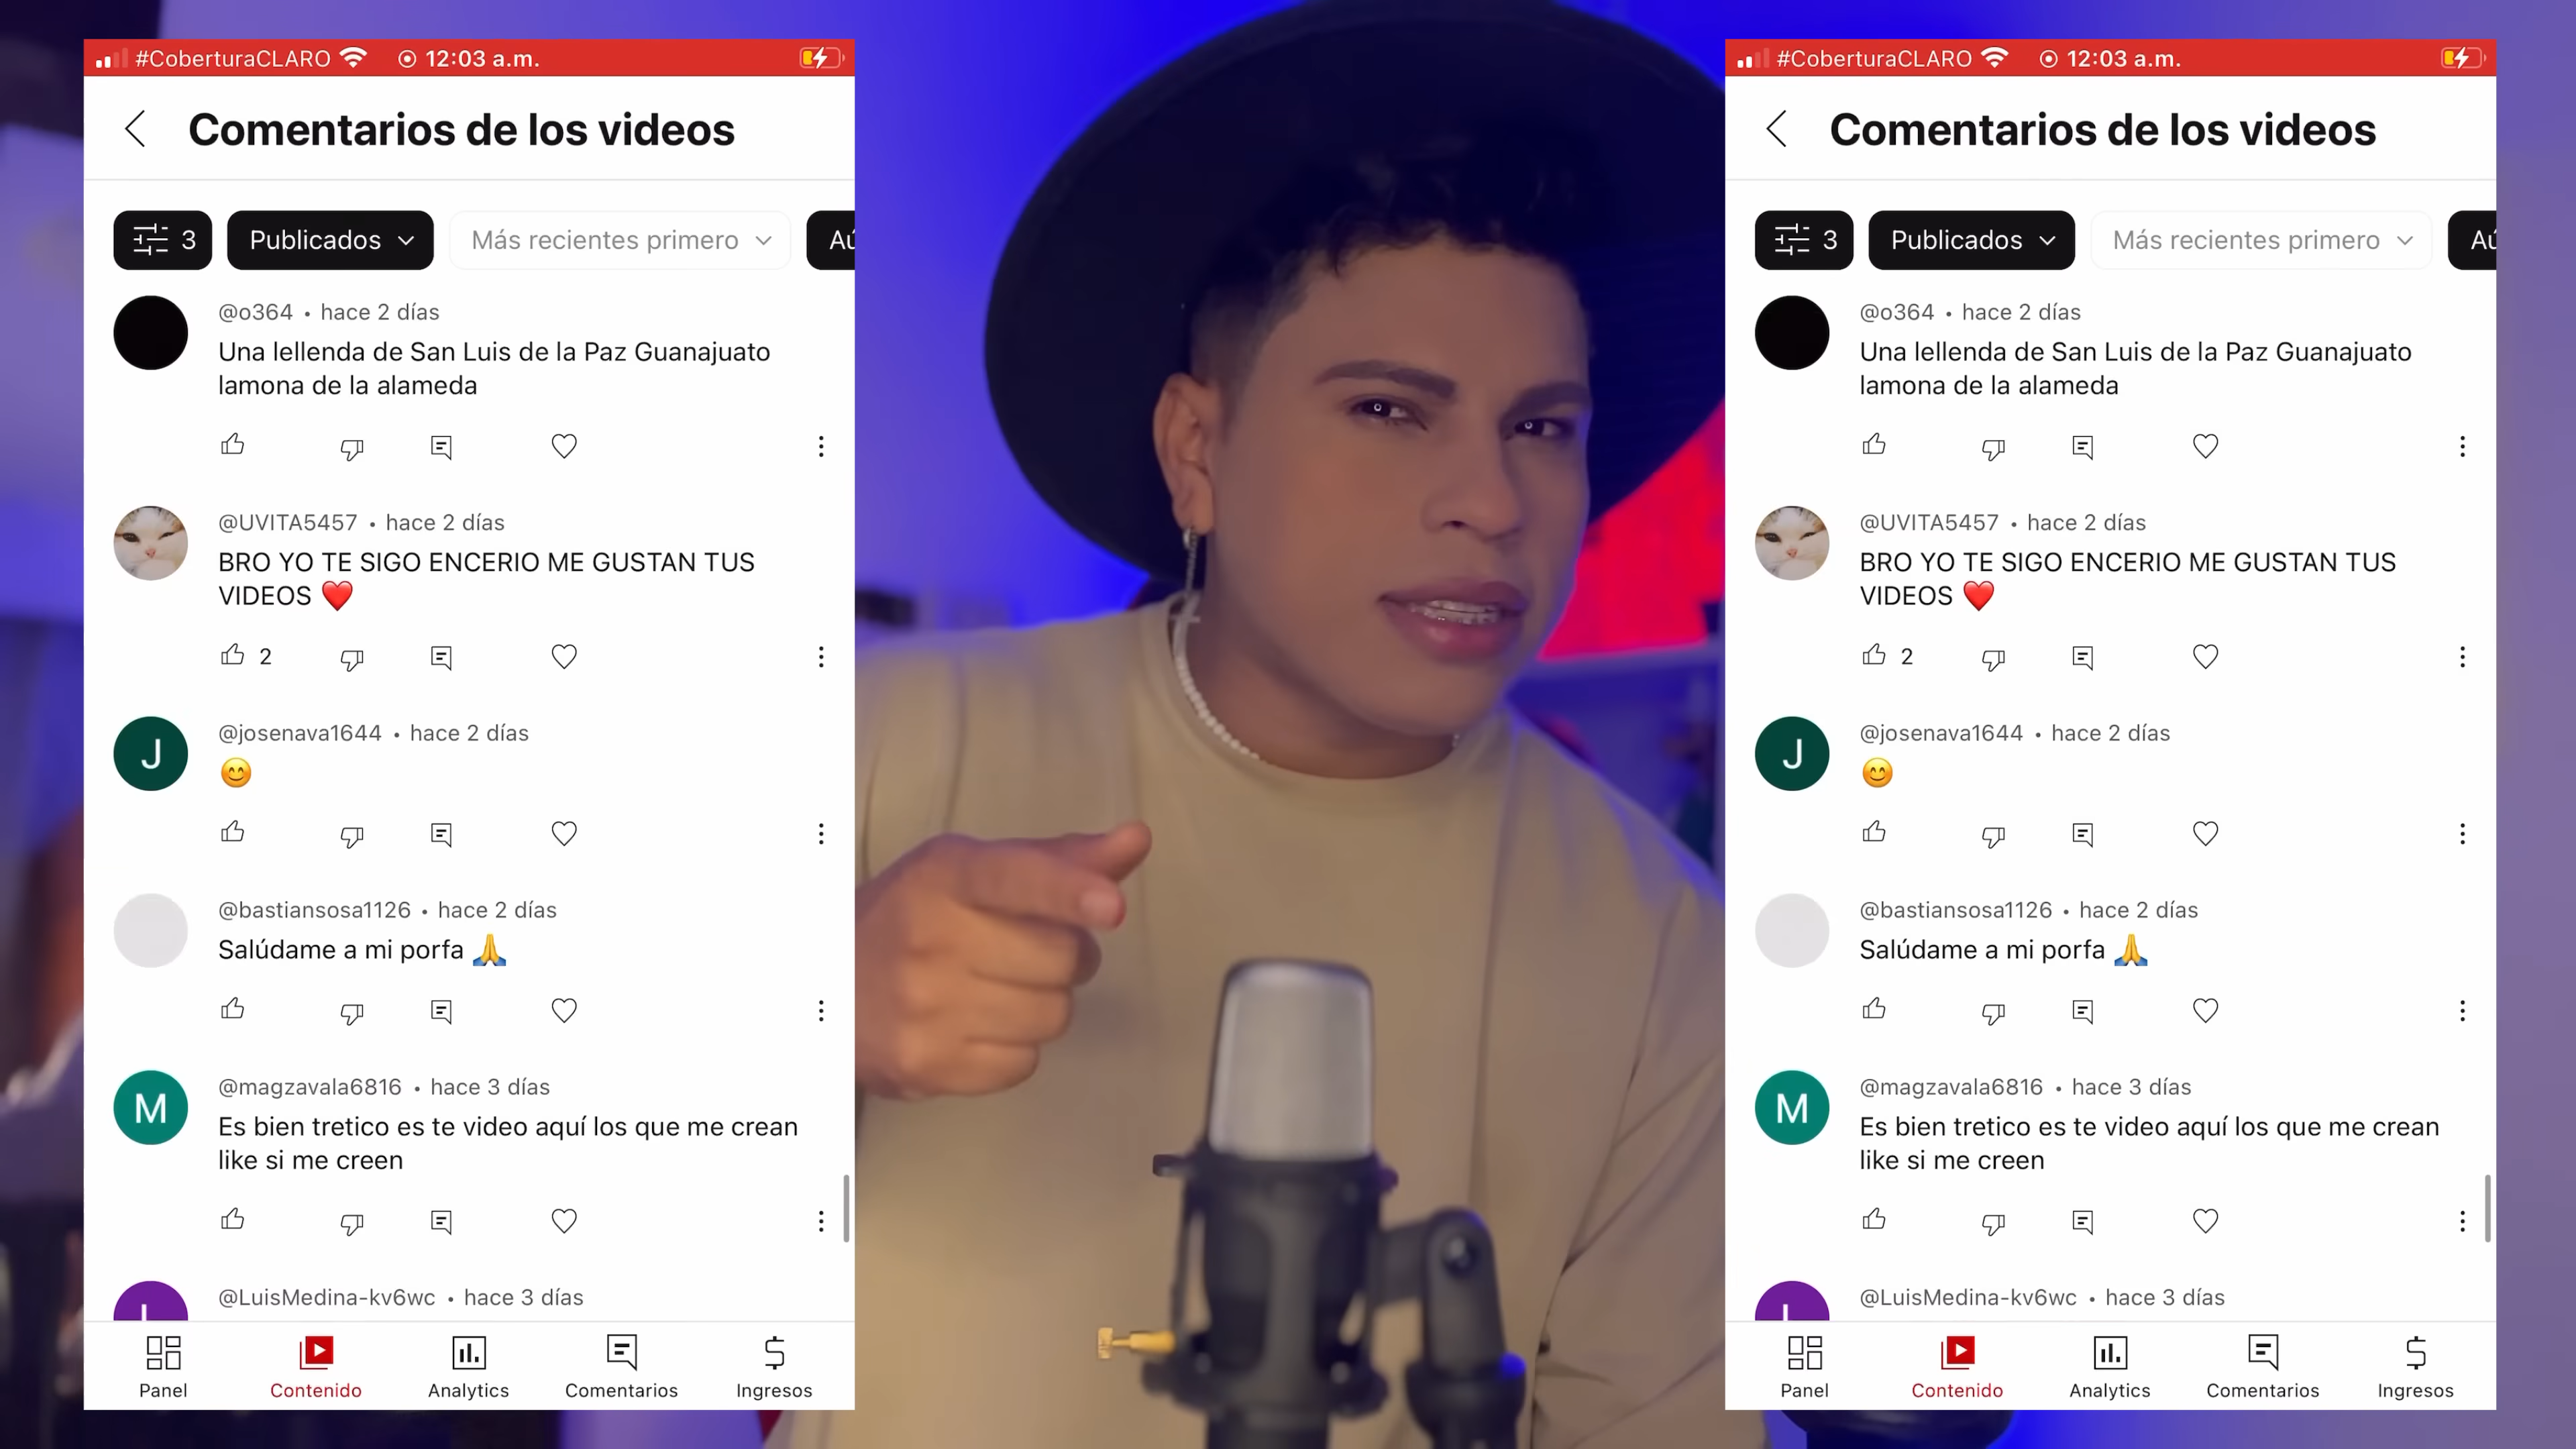 #CoberturaCLARO 12:03 a.m.
Comentarios de los videos
3 Publicados Más recientes primero Aú
@o364 • hace 2 días
Una lellenda de San Luis de la Paz Guanajuato
lamona de la alameda
@UVITA5457 • hace 2 días
BRO YO TE SIGO ENCERIO ME GUSTAN TUS
VIDEOS ❤️
2
J
@josenava1644 • hace 2 días
😊
@bastiansosa1126 • hace 2 días
Salúdame a mi porfa 🙏
M
@magzavala6816 • hace 3 días
Es bien tretico es te video aquí los que me crean
like si me creen
L
@LuisMedina-kv6wc • hace 3 días
Panel Contenido Analytics Comentarios Ingresos
#CoberturaCLARO 12:03 a.m.
Comentarios de los videos
3 Publicados Más recientes primero Aú
@o364 • hace 2 días
Una lellenda de San Luis de la Paz Guanajuato
lamona de la alameda
@UVITA5457 • hace 2 días
BRO YO TE SIGO ENCERIO ME GUSTAN TUS
VIDEOS ❤️
2
J
@josenava1644 • hace 2 días
😊
@bastiansosa1126 • hace 2 días
Salúdame a mi porfa 🙏
M
@magzavala6816 • hace 3 días
Es bien tretico es te video aquí los que me crean
like si me creen
L
@LuisMedina-kv6wc • hace 3 días
Panel Contenido Analytics Comentarios Ingresos